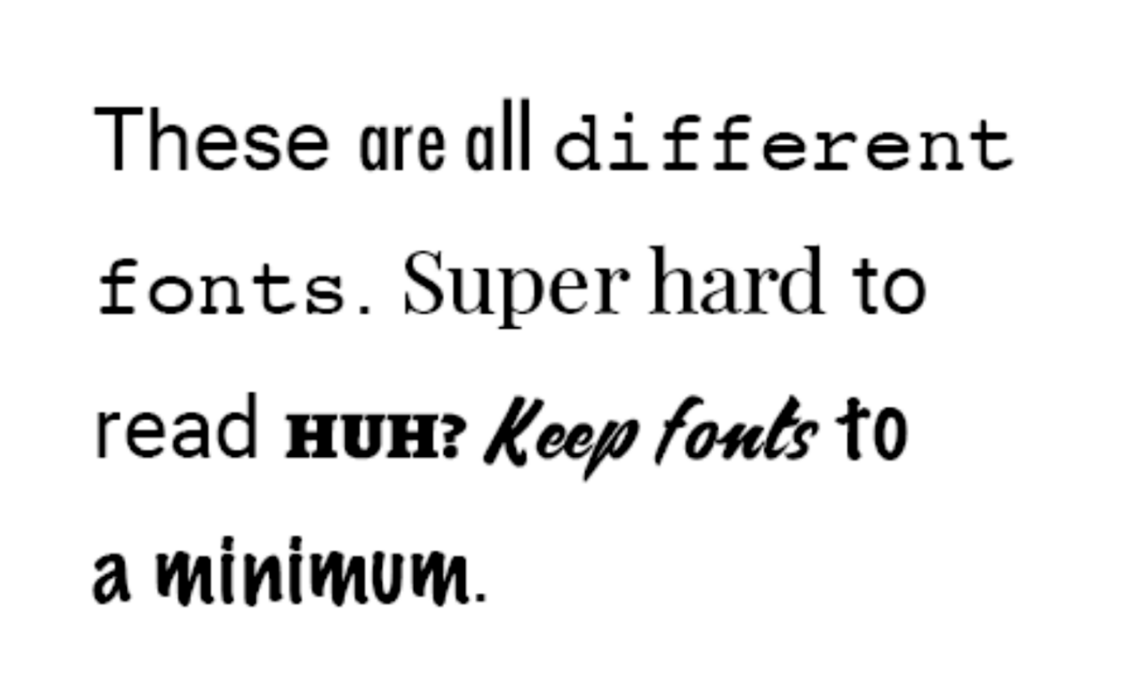 These are all different
fonts. Super hard to
read HUH? Keep fonts to
a minimum.